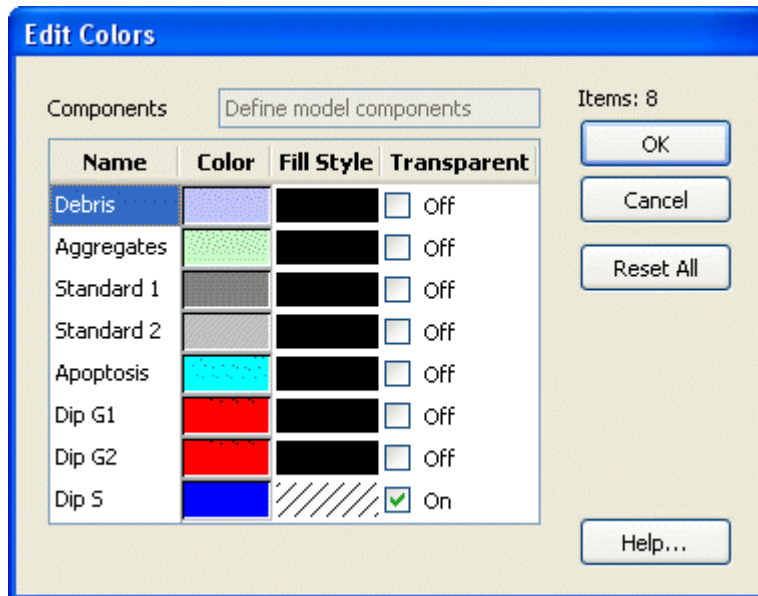 Edit Colors
Components Define model components Items: 8
OK
Name Color Fill Style Transparent
Debris Off
Cancel
Aggregates Off
Reset All
Standard 1 Off
Standard 2 Off
Apoptosis Off
Dip G1 Off
Dip G2 Off
Dip S On
Help...